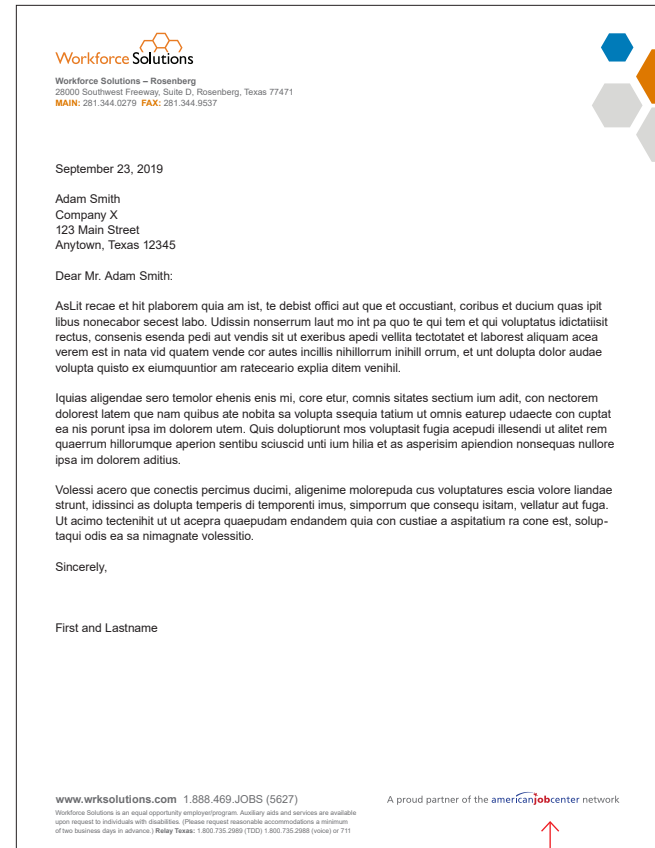 Workforce Solutions
Workforce Solutions – Rosenberg
28000 Southwest Freeway, Suite D, Rosenberg, Texas 77471
MAIN: 281.344.0279 FAX: 281.344.9537
September 23, 2019
Adam Smith
Company X
123 Main Street
Anytown, Texas 12345
Dear Mr. Adam Smith:
AsLit recae et hit plaborem quia am ist, te debist offici aut que et occustiant, coribus et ducium quas ipit
libus nonecabor secest labo. Udissin nonserrum laut mo int pa quo te qui tem et qui voluptatus idictatiisit
rectus, consenis esenda pedi aut vendis sit ut exeribus apedi vellita tectotatet et laborest aliquam acea
verem est in nata vid quatem vende cor autes incillis nihillorrum inihill orrum, et unt dolupta dolor audae
volupta quisto ex eiumquuntior am rateceario explia ditem venihil.
Iquias aligendae sero temolor ehenis enis mi, core etur, comnis sitates sectium ium adit, con nectorem
dolorest latem que nam quibus ate nobita sa volupta ssequia tatium ut omnis eaturep udaecte con cuptat
ea nis porunt ipsa im dolorem utem. Quis doluptiorunt mos voluptasit fugia acepudi illesendi ut alitet rem
quaerrum hillorumque aperion sentibu sciuscid unti ium hilia et as asperisim apiendion nonsequas nullore
ipsa im dolorem aditius.
Volessi acero que conectis percimus ducimi, aligenime molorepuda cus voluptatures escia volore liandae
strunt, idissinci as dolupta temperis di temporenti imus, simporrum que consequ isitam, vellatur aut fuga.
Ut acimo tectenihit ut ut acepra quaepudam endandem quia con custiae a aspitatium ra cone est, solup-
taqui odis ea sa nimagnate volessitio.
Sincerely,
First and Lastname
www.wrksolutions.com 1.888.469.JOBS (5627)
A proud partner of the americanjobcenter network
Workforce Solutions is an equal opportunity employer/program. Auxiliary aids and services are available
upon request to individuals with disabilities. (Please request reasonable accommodations a minimum
of two business days in advance.) Relay Texas: 1.800.735.2989 (TDD) 1.800.735.2988 (voice) or 711